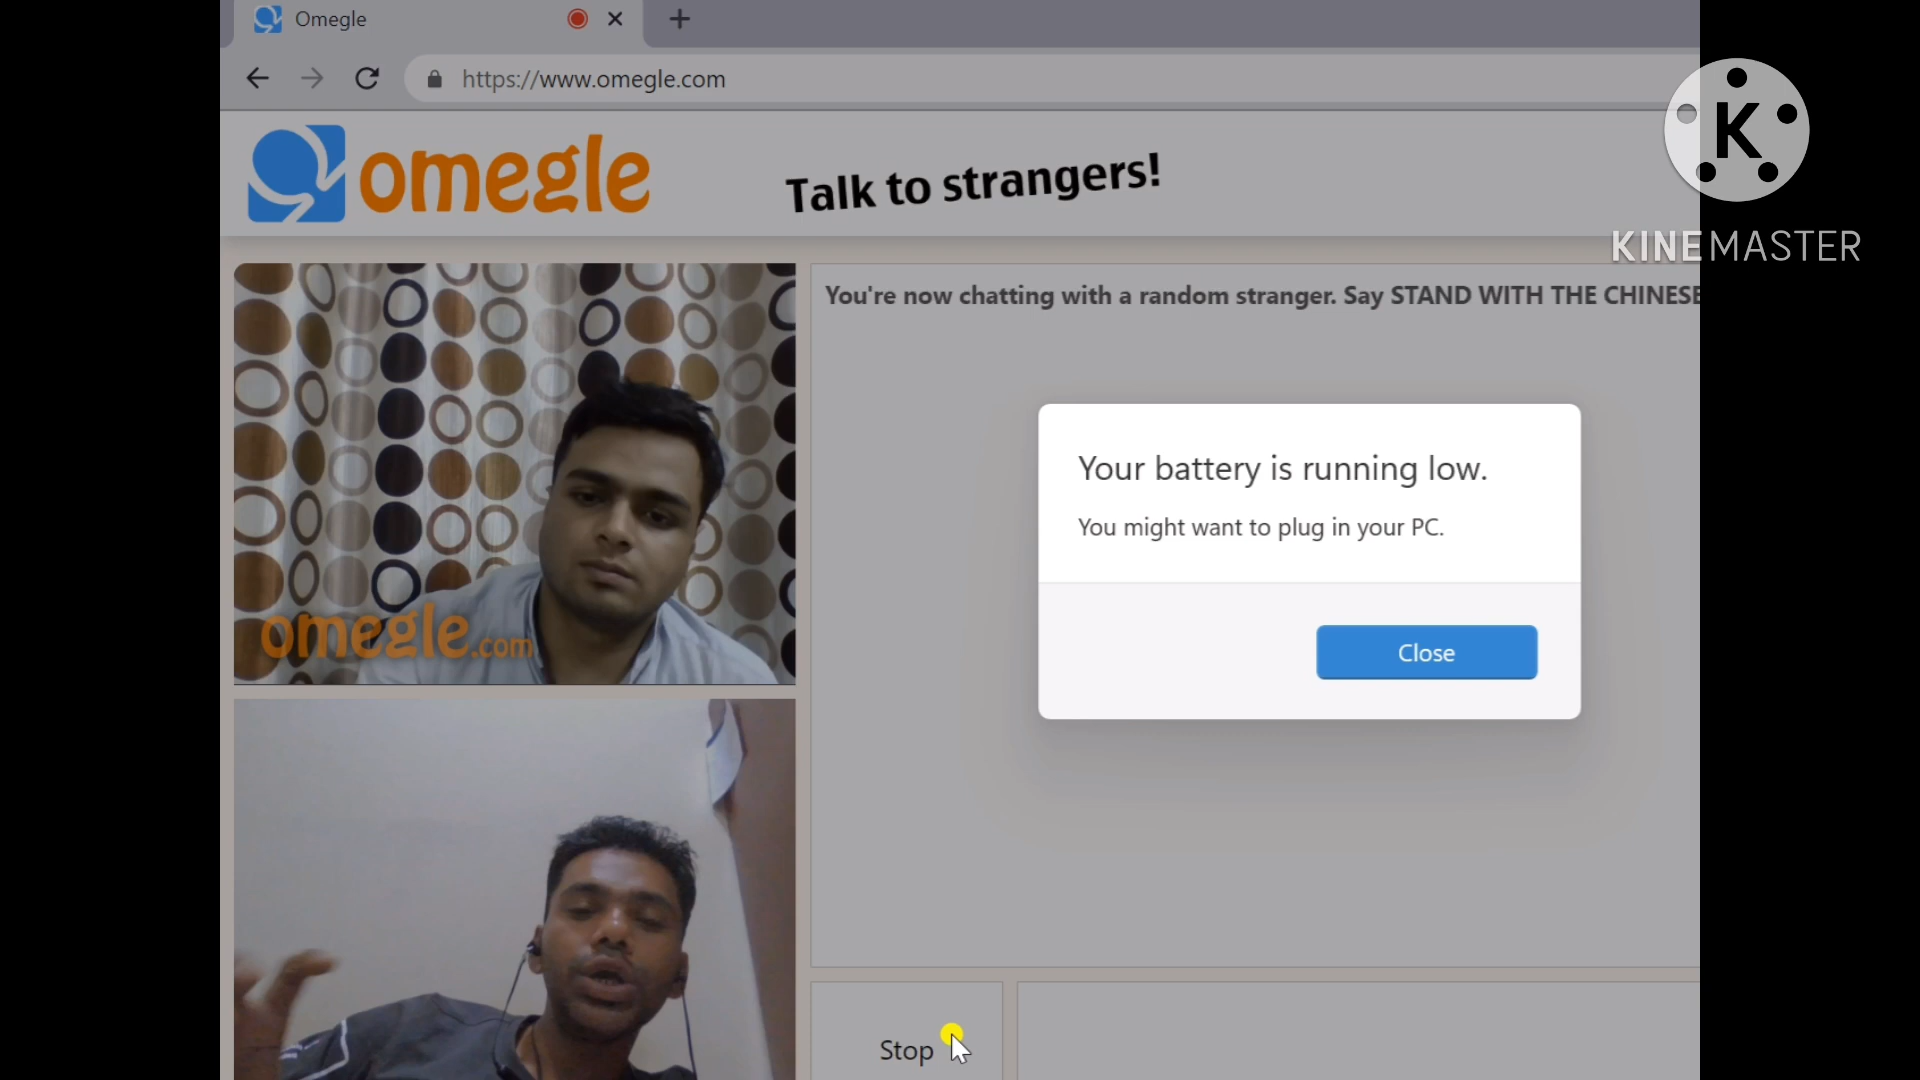 Omegle
https://www.omegle.com
omegle
Talk to strangers!
K
KINEMASTER
You're now chatting with a random stranger. Say STAND WITH THE CHINESE
Your battery is running low.
You might want to plug in your PC.
Close
omegle.com
Stop